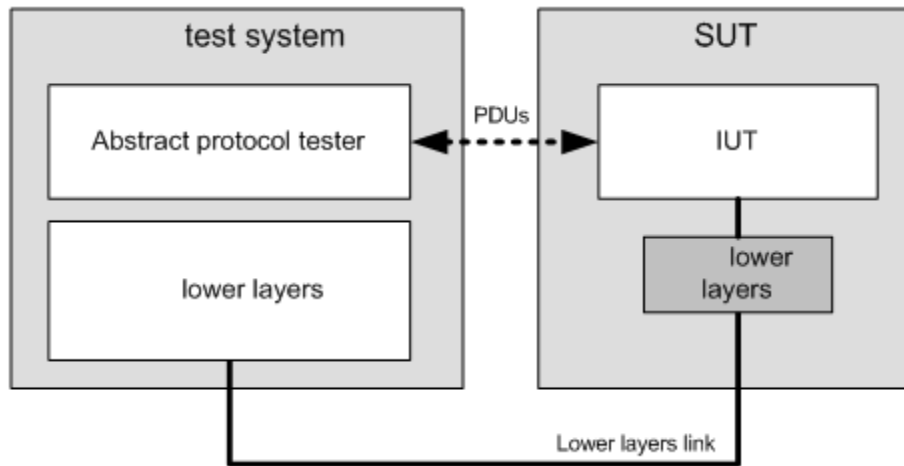 test system
SUT
Abstract protocol tester
PDUs
IUT
lower layers
lower
layers
Lower layers link